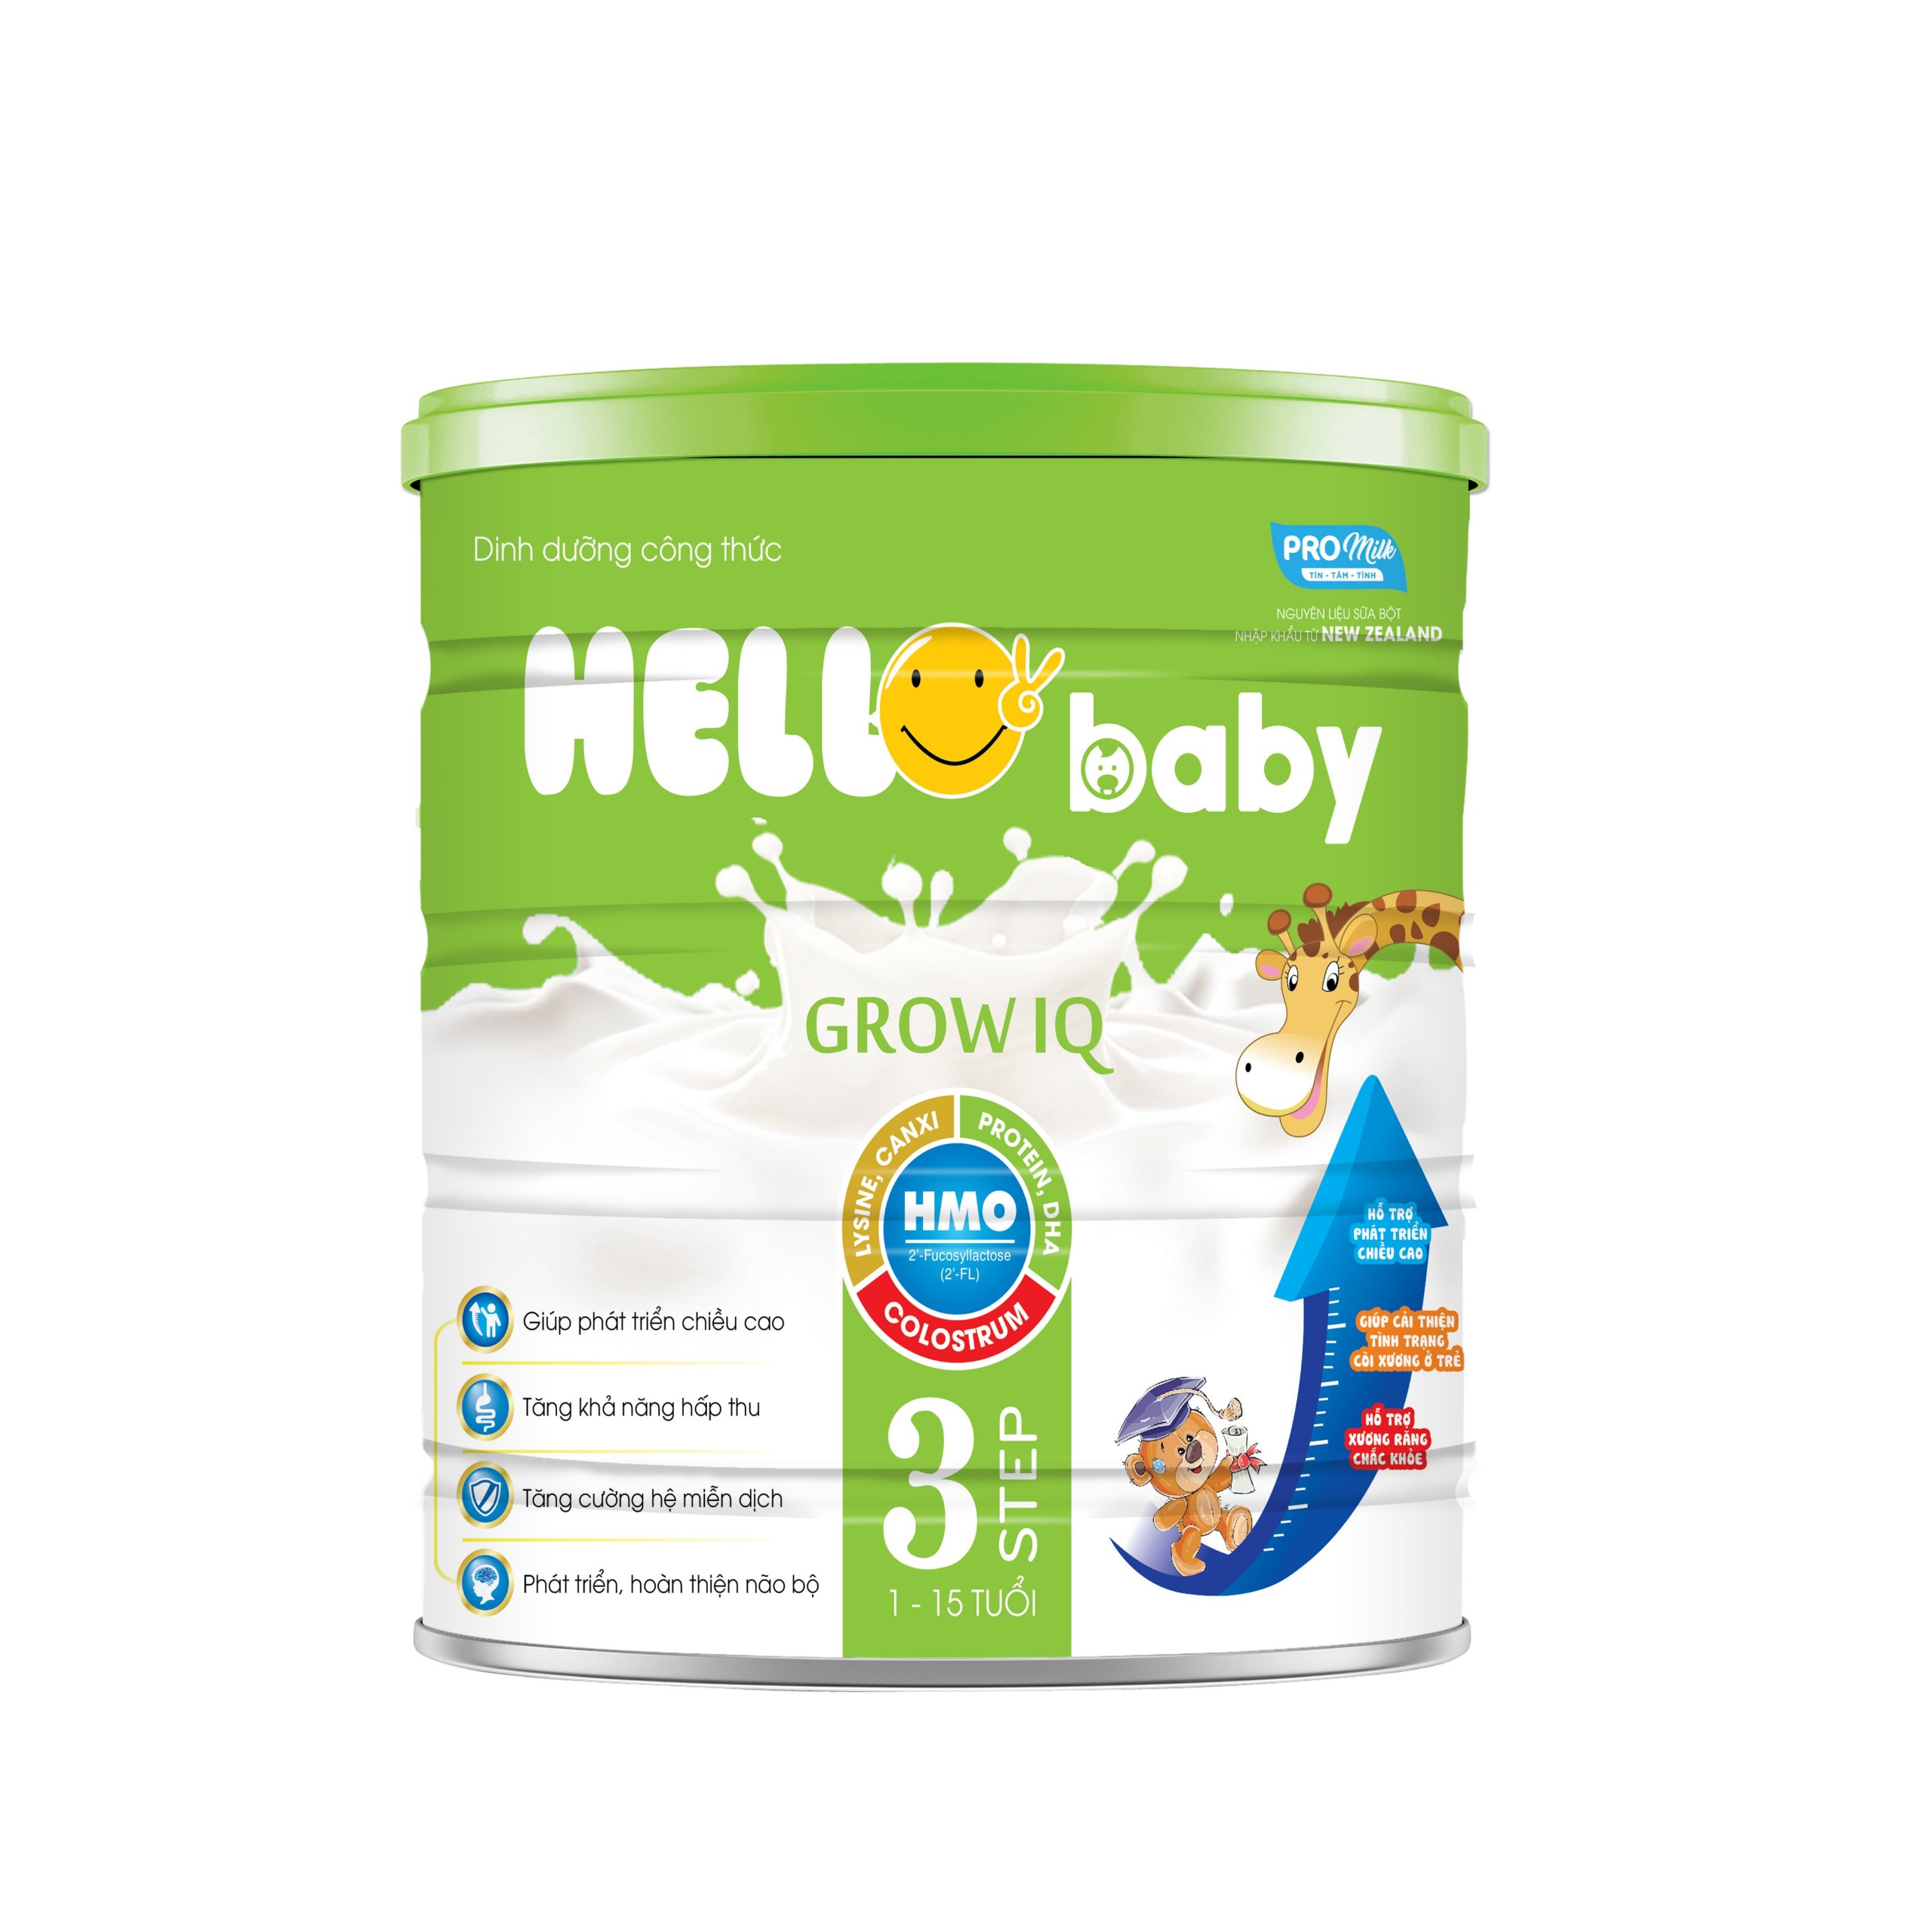 Dinh dưỡng công thức
PRO Milk
TÍN - TÂM - TÌNH
NGUYÊN LIỆU SỮA BỘT
NHẬP KHẨU TỪ NEW ZEALAND
HELLO baby
GROW IQ
LYSINE, CANXI
PROTEIN, DHA
HMO
2'-Fucosyllactose
(2'-FL)
COLOSTRUM
Giúp phát triển chiều cao
Tăng khả năng hấp thu
Tăng cường hệ miễn dịch
Phát triển, hoàn thiện não bộ
3 STEP
1 - 15 TUỔI
HỖ TRỢ
PHÁT TRIỂN
CHIỀU CAO
GIÚP CẢI THIỆN
TÌNH TRẠNG
CÒI XƯƠNG Ở TRẺ
HỖ TRỢ
XƯƠNG RĂNG
CHẮC KHỎE